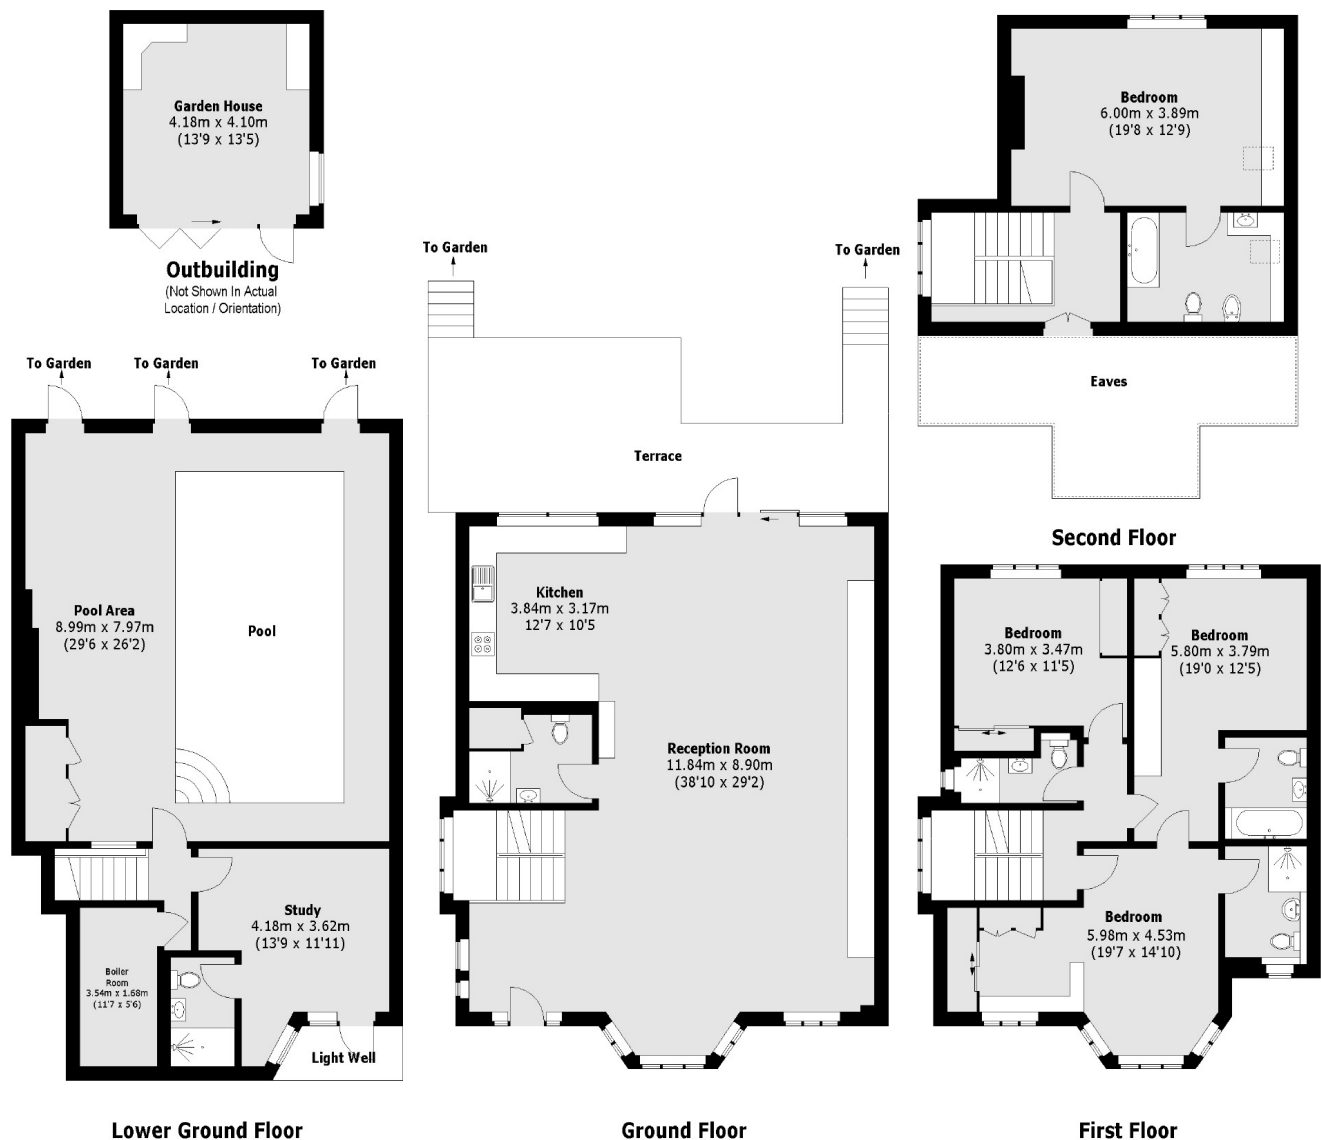 Garden House
4.18m x 4.10m
(13'9 x 13'5)
Outbuilding
(Not Shown In Actual
Location / Orientation)
To Garden
To Garden
To Garden
Pool Area
8.99m x 7.97m
(29'6 x 26'2)
Pool
Study
4.18m x 3.62m
(13'9 x 11'11)
Boiler
Room
3.54m x 1.68m
(11'7 x 5'6)
Light Well
Lower Ground Floor
To Garden
To Garden
Terrace
Kitchen
3.84m x 3.17m
12'7 x 10'5
Reception Room
11.84m x 8.90m
(38'10 x 29'2)
Ground Floor
Bedroom
6.00m x 3.89m
(19'8 x 12'9)
Eaves
Second Floor
Bedroom
3.80m x 3.47m
(12'6 x 11'5)
Bedroom
5.80m x 3.79m
(19'0 x 12'5)
Bedroom
5.98m x 4.53m
(19'7 x 14'10)
First Floor